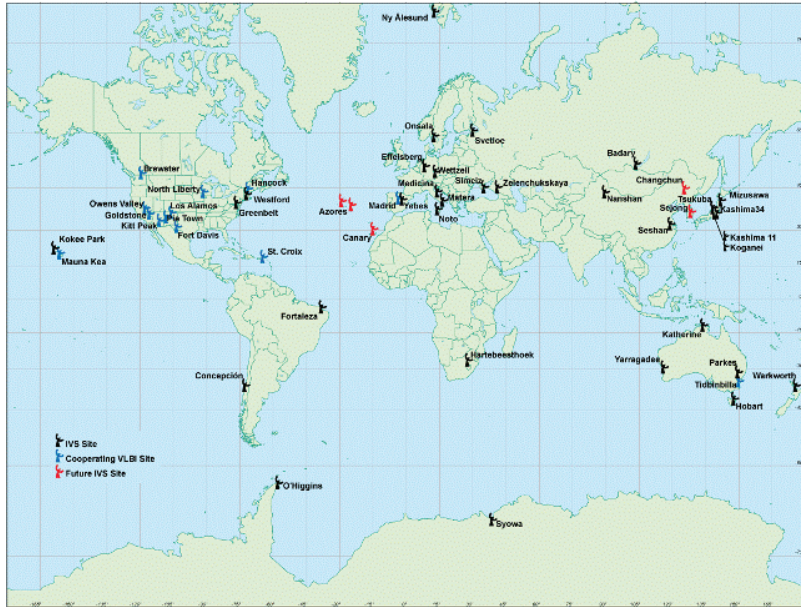 Ny Ålesund
Onsala
Svetloe
Badary
Effelsberg
Wettzell
Brewster
Hancock
North Liberty
Westford
Medicina
Simeiz
Zelenchukskaya
Changchun
Nanshan
Tsukuba
Mizusawa
Owens Valley
Los Alamos
Madrid
Yebes
Matera
Azores
Goldstone
Pie Town
Greenbelt
Sejong
Kashima34
Noto
Kitt Peak
Fort Davis
Canary
Seshan
Kashima 11
Koganei
Kokee Park
Mauna Kea
St. Croix
Fortaleza
Katherine
Hartebeesthoek
Yarragadee
Parkes
Concepción
Tidbinbilla
Warkworth
Hobart
IVS Site
Cooperating VLBI Site
Future IVS Site
O'Higgins
Syowa